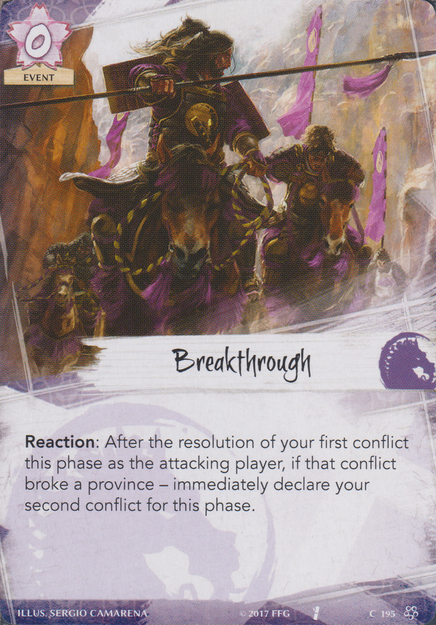 0
EVENT
Breakthrough
Reaction: After the resolution of your first conflict
this phase as the attacking player, if that conflict
broke a province – immediately declare your
second conflict for this phase.
ILLUS. SERGIO CAMARENA
© 2017 FFG
C 195